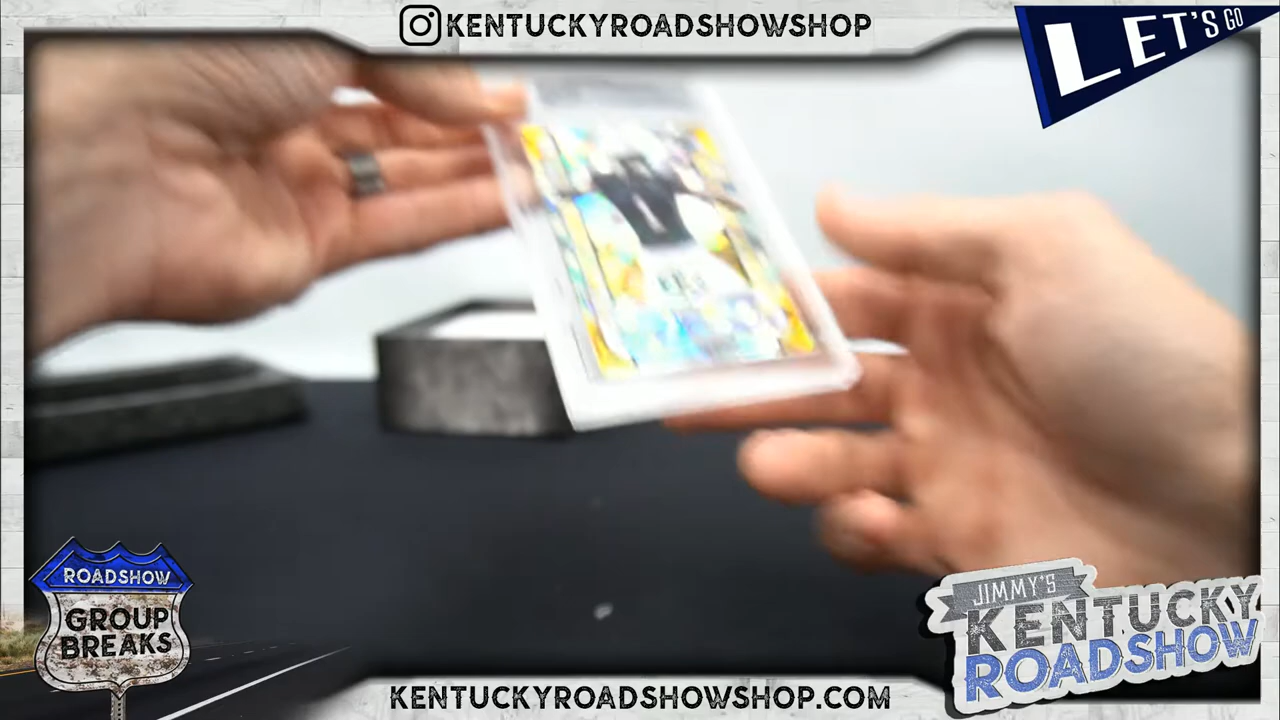 KENTUCKYROADSHOWSHOP
LET'S GO
ROADSHOW
GROUP
BREAKS
JIMMY'S
KENTUCKY
ROADSHOW
KENTUCKYROADSHOWSHOP.COM